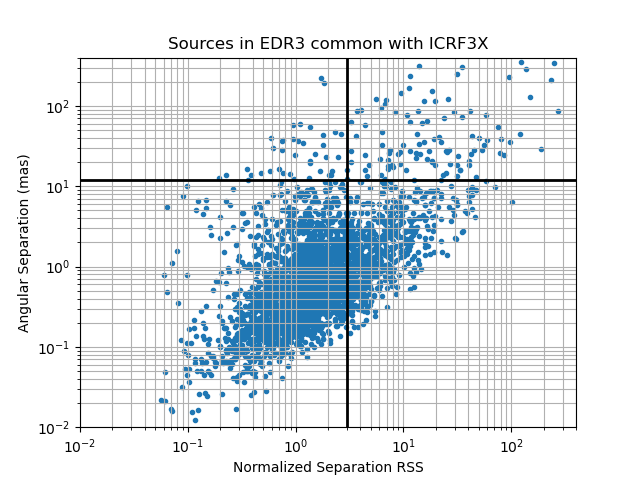 Sources in EDR3 common with ICRF3X
Angular Separation (mas)
10²
10¹
10⁰
10⁻¹
10⁻²
10⁻² 10⁻¹ 10⁰ 10¹ 10²
Normalized Separation RSS